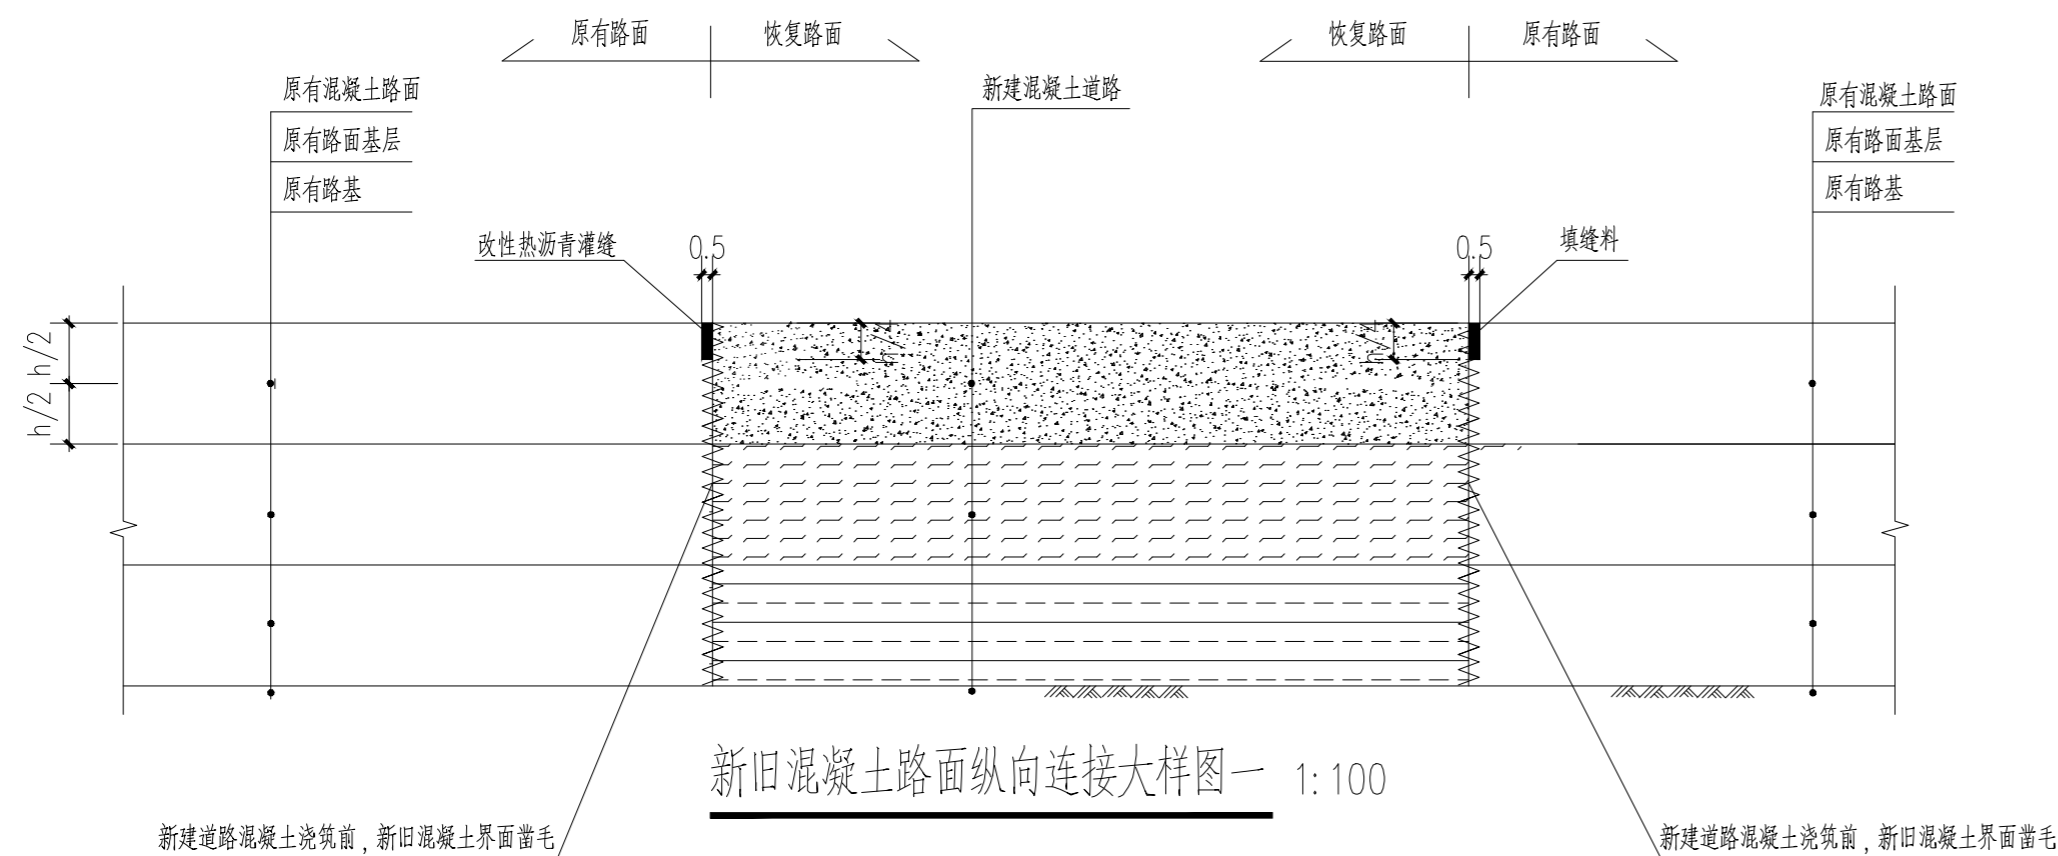 原有路面
恢复路面
恢复路面
原有路面
原有混凝土路面
原有路面基层
原有路基
新建混凝土道路
原有混凝土路面
原有路面基层
原有路基
改性热沥青灌缝
0.5
0.5
填缝料
h/2
h/2
新旧混凝土路面纵向连接大样图一 1:100
新建道路混凝土浇筑前,新旧混凝土界面凿毛
新建道路混凝土浇筑前,新旧混凝土界面凿毛